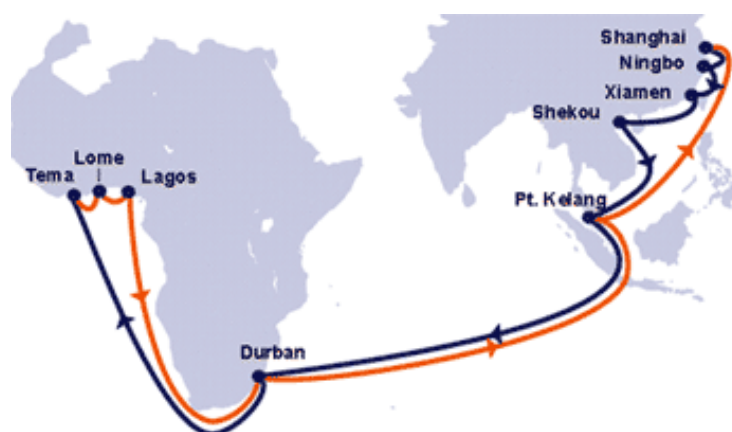 Shanghai
Ningbo
Xiamen
Shekou
Lome
Tema
Lagos
Pt. Kelang
Durban